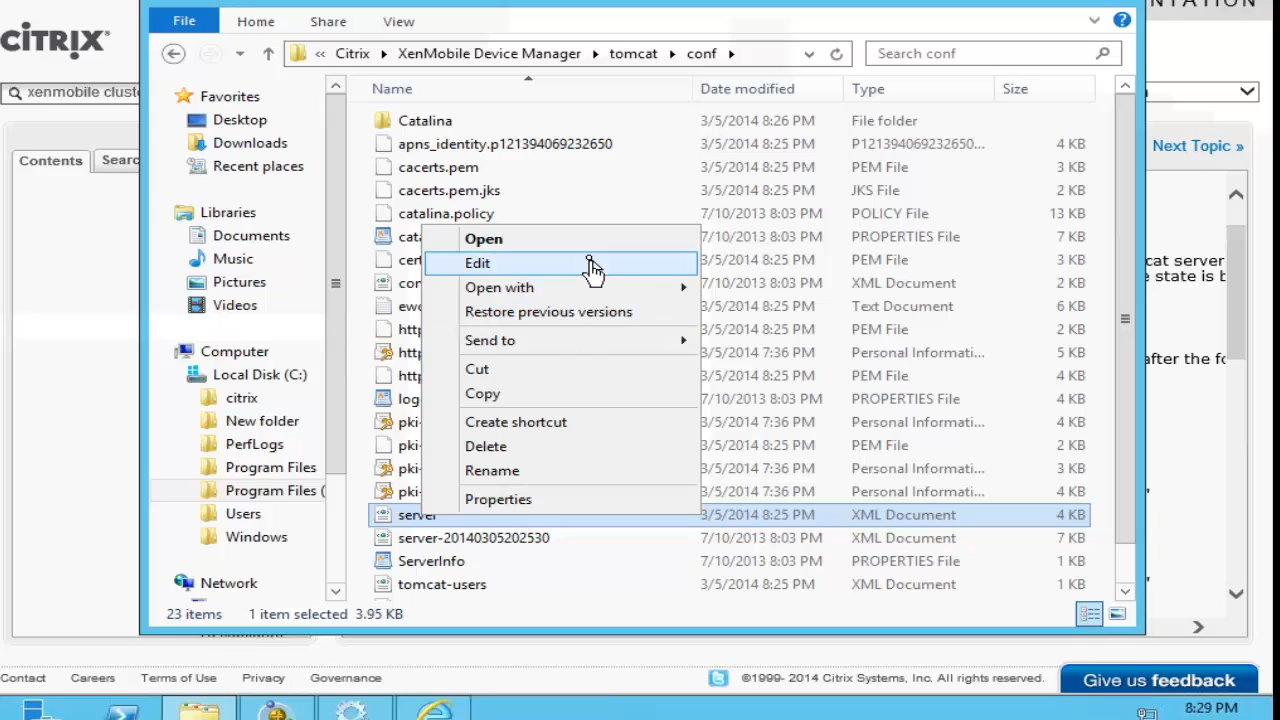 File
Home
Share
View
NTATION
CİTRIX®
« Citrix XenMobile Device Manager tomcat conf
Search conf
xenmobile cluste
Name
Date modified
Type
Size
Contents
Searc
Next Topic »
Favorites
Desktop
Downloads
Recent places
Libraries
Documents
Music
Pictures
Videos
Computer
Local Disk (C:)
citrix
New folder
PerfLogs
Program Files
Program Files (
Users
Windows
Network
Catalina 3/5/2014 8:26 PM File folder
apns_identity.p121394069232650 3/5/2014 8:25 PM P121394069232650... 4 KB
cacerts.pem 3/5/2014 8:25 PM PEM File 3 KB
cacerts.pem.jks 3/5/2014 8:25 PM JKS File 2 KB
catalina.policy 7/10/2013 8:03 PM POLICY File 13 KB
cata 7/10/2013 8:03 PM PROPERTIES File 7 KB
cert 3/5/2014 8:25 PM PEM File 3 KB
con 7/10/2013 8:03 PM XML Document 2 KB
ewc 3/5/2014 8:25 PM Text Document 6 KB
http 3/5/2014 8:25 PM PEM File 3 KB
http 3/5/2014 7:36 PM Personal Informati... 5 KB
http 3/5/2014 8:25 PM PEM File 2 KB
log 7/10/2013 8:03 PM PROPERTIES File 4 KB
pki- 3/5/2014 7:36 PM Personal Informati... 4 KB
pki- 3/5/2014 8:25 PM PEM File 2 KB
pki- 3/5/2014 7:36 PM Personal Informati... 3 KB
pki- 3/5/2014 7:36 PM Personal Informati... 4 KB
server 3/5/2014 8:25 PM XML Document 4 KB
server-20140305202530 7/10/2013 8:03 PM XML Document 7 KB
ServerInfo 7/10/2013 8:03 PM PROPERTIES File 1 KB
tomcat-users 3/5/2014 8:25 PM XML Document 1 KB
Open
Edit
Open with
Restore previous versions
Send to
Cut
Copy
Create shortcut
Delete
Rename
Properties
cat server
e state is b
after the fo
23 items 1 item selected 3.95 KB
Contact Careers Terms of Use Privacy Governance
©1999- 2014 Citrix Systems, Inc. All rights reserved.
Give us feedback
8:29 PM